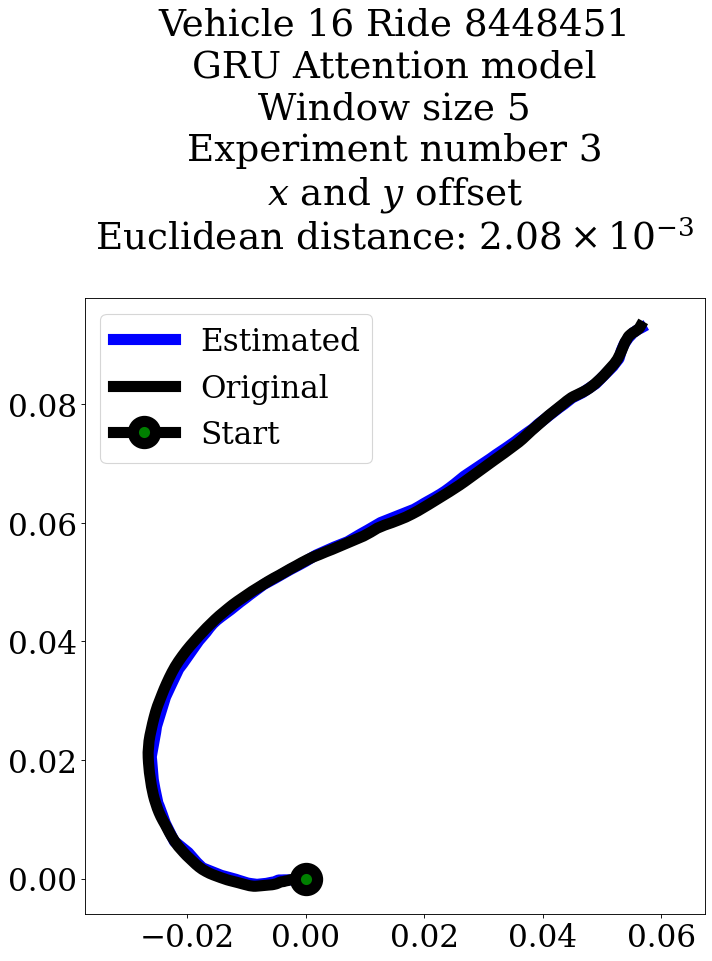 Vehicle 16 Ride 8448451
GRU Attention model
Window size 5
Experiment number 3
x and y offset
Euclidean distance: 2.08 × 10⁻³
Estimated
Original
Start
0.08
0.06
0.04
0.02
0.00
−0.02 0.00 0.02 0.04 0.06